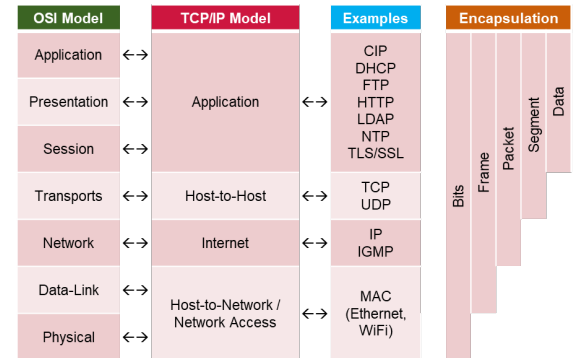 OSI Model
TCP/IP Model
Examples
Encapsulation
Application
Presentation
Session
Transports
Network
Data-Link
Physical
Application
Host-to-Host
Internet
Host-to-Network /
Network Access
CIP
DHCP
FTP
HTTP
LDAP
NTP
TLS/SSL
TCP
UDP
IP
IGMP
MAC
(Ethernet,
WiFi)
Bits
Frame
Packet
Segment
Data